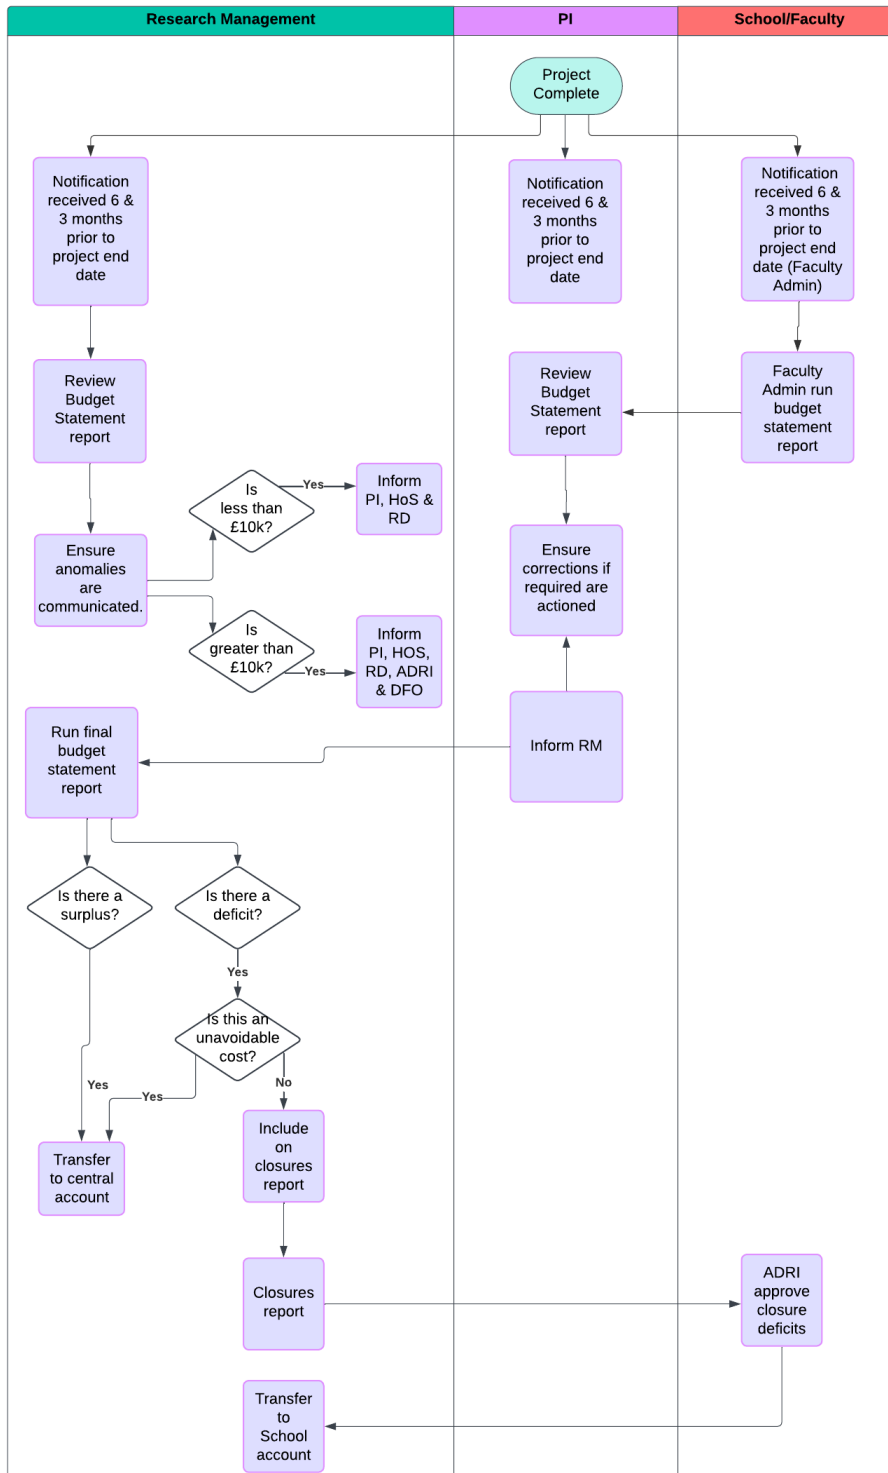 Research Management
PI
School/Faculty
Project
Complete
Notification
received 6 &
3 months
prior to
project end
date
Notification
received 6 &
3 months
prior to
project end
date
Notification
received 6 &
3 months
prior to
project end
date (Faculty
Admin)
Review
Budget
Statement
report
Review
Budget
Statement
report
Faculty
Admin run
budget
statement
report
Is
less than
£10k?
Yes
Inform
PI, HoS &
RD
Ensure
anomalies
are
communicated.
Ensure
corrections if
required are
actioned
Is
greater than
£10k?
Yes
Inform
PI, HOS,
RD, ADRI
& DFO
Run final
budget
statement
report
Inform RM
Is there a
surplus?
Is there a
deficit?
Yes
Is this an
unavoidable
cost?
Yes
Yes
No
Transfer
to central
account
Include
on
closures
report
Closures
report
ADRI
approve
closure
deficits
Transfer
to
School
account